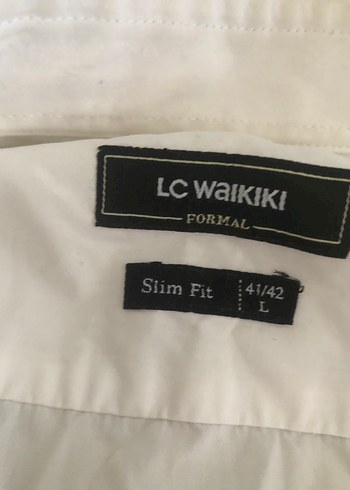 LC WAIKIKI
FORMAL
Slim Fit
41/42
L